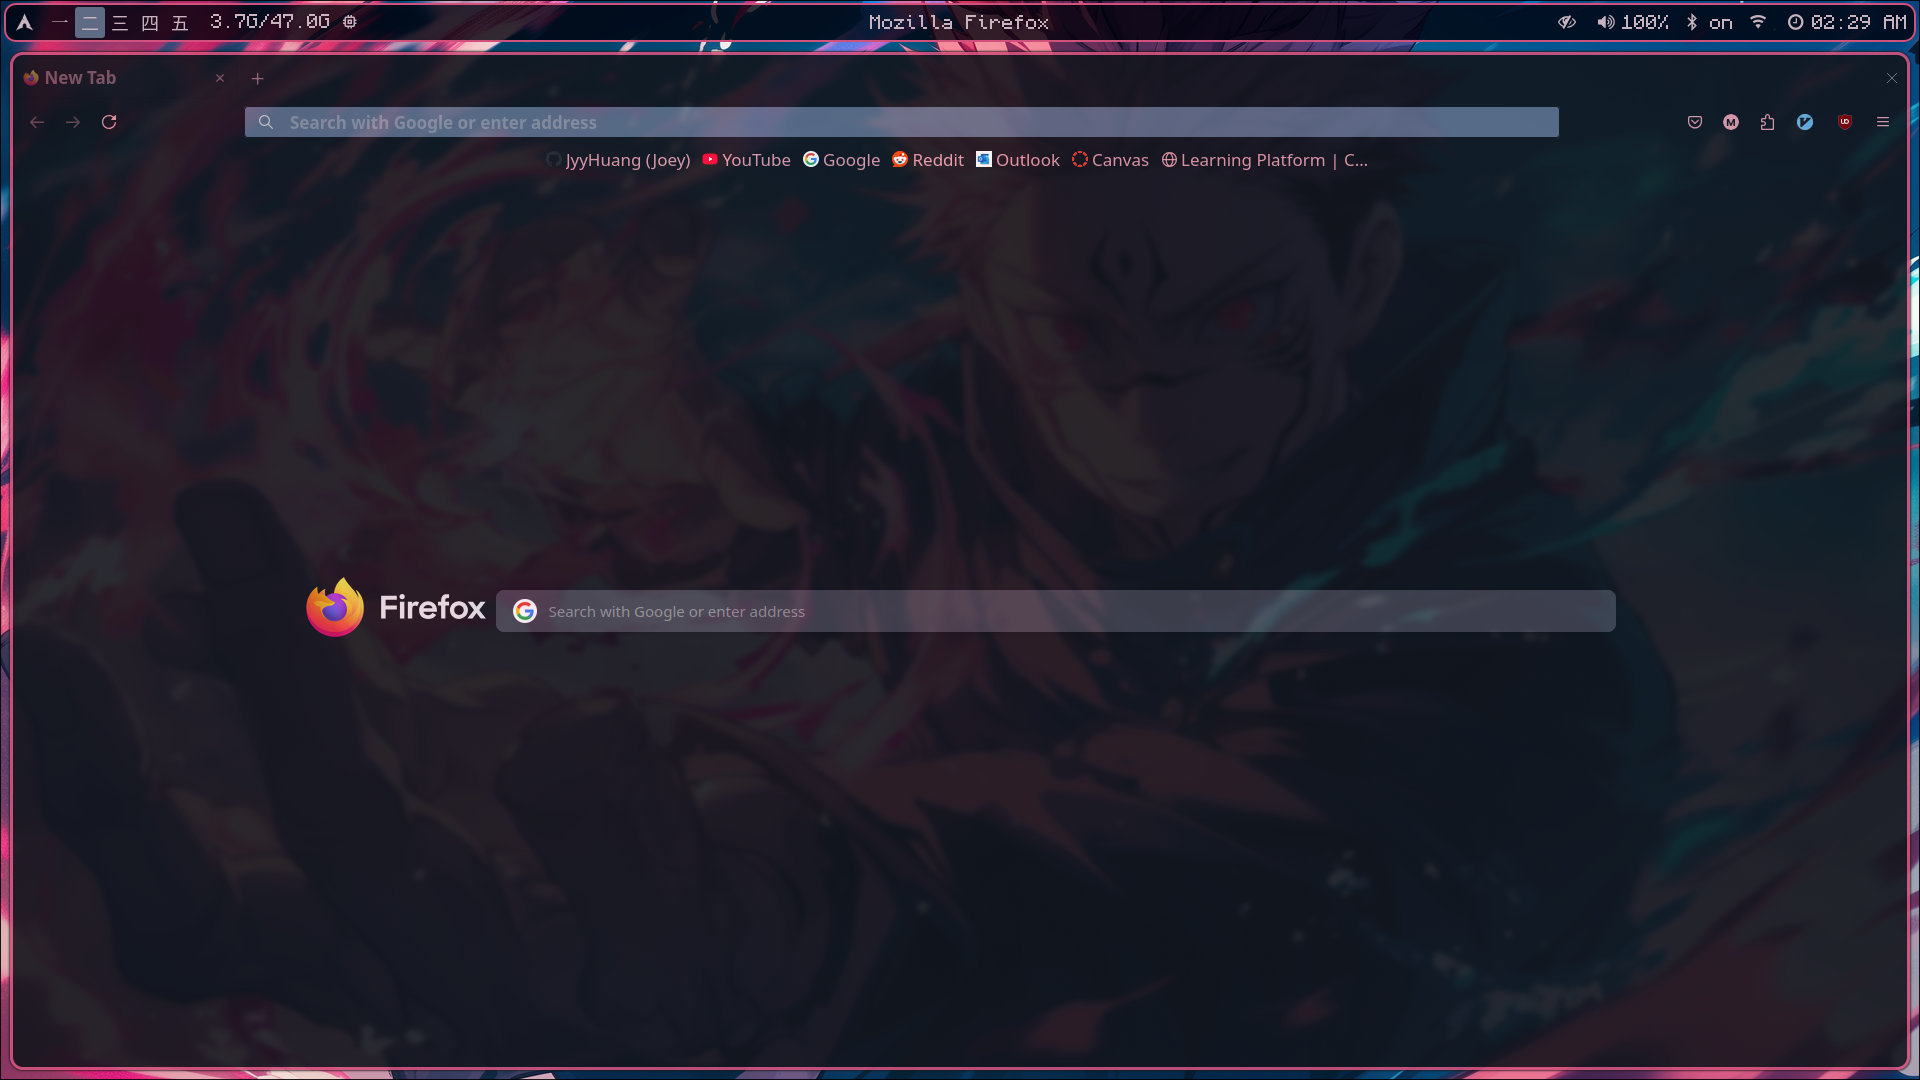 一 二 三 四 五 3.7G/47.0G Mozilla Firefox 100% on 02:29 AM
New Tab
Search with Google or enter address
M UD
JyyHuang (Joey) YouTube Google Reddit Outlook Canvas Learning Platform | C...
Firefox Search with Google or enter address